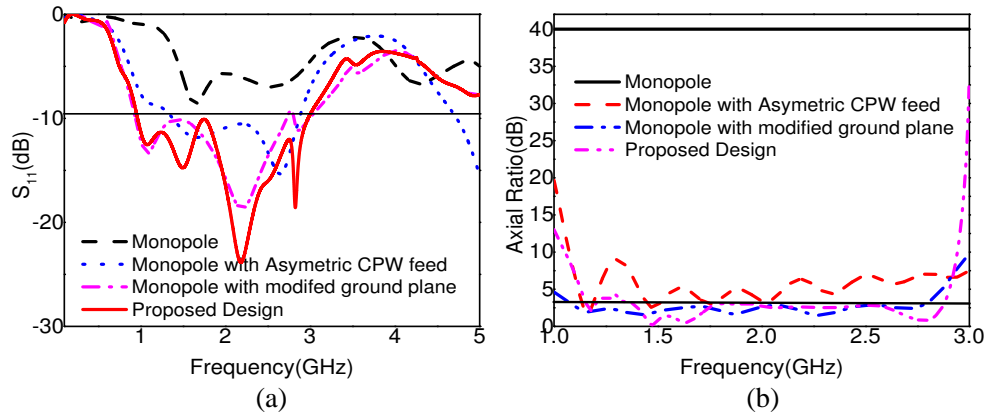 (a)
0
-5
-10
-20
-30
S11(dB)
Monopole
Monopole with Asymetric CPW feed
Monopole with modifed ground plane
Proposed Design
1
2
3
4
5
Frequency(GHz)
(a)
(b)
45
40
35
30
25
20
15
10
5
0
Axial Ratio(dB)
Monopole
Monopole with Asymetric CPW feed
Monopole with modified ground plane
Proposed Design
1.0
1.5
2.0
2.5
3.0
Frequency(GHz)
(b)